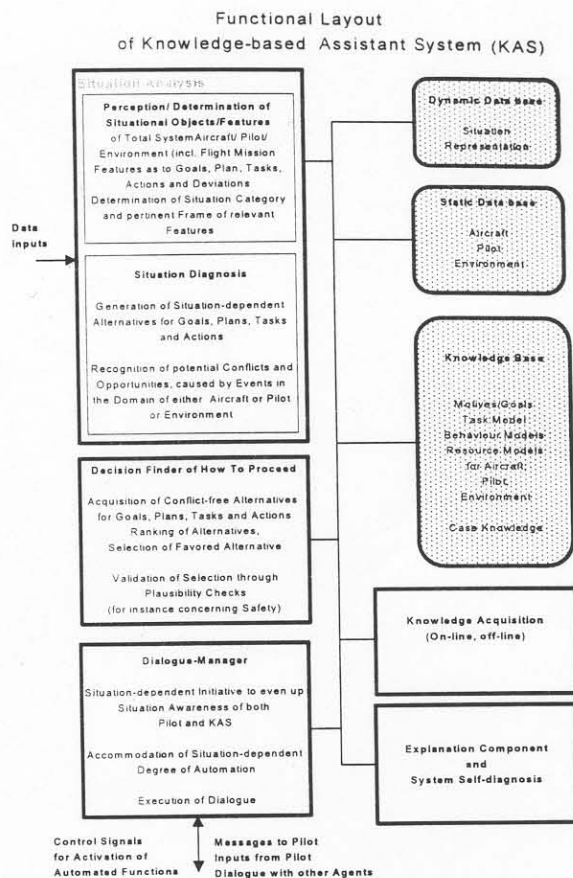 Functional Layout
of Knowledge-based Assistant System (KAS)
Situation Analysis
Perception/ Determination of
Situational Objects/Features
of Total SystemAircraft/ Pilot/
Environment (incl. Flight Mission
Features as to Goals, Plan, Tasks,
Actions and Deviations
Determination of Situation Category
and pertinent Frame of relevant
Features
Data
inputs
Situation Diagnosis
Generation of Situation-dependent
Alternatives for Goals, Plans, Tasks
and Actions
Recognition of potential Conflicts and
Opportunities, caused by Events in
the Domain of either Aircraft or Pilot
or Environment
Decision Finder of How To Proceed
Acquisition of Conflict-free Alternatives
for Goals, Plans, Tasks and Actions
Ranking of Alternatives,
Selection of Favored Alternative
Validation of Selection through
Plausibility Checks
(for instance concerning Safety)
Dialogue-Manager
Situation-dependent Initiative to even up
Situation Awareness of both
Pilot and KAS
Accommodation of Situation-dependent
Degree of Automation
Execution of Dialogue
Control Signals
for Activation of
Automated Functions
Messages to Pilot
Inputs from Pilot
Dialogue with other Agents
Dynamic Data base
Situation
Representation
Static Data base
Aircraft
Pilot
Environment
Knowledge Base
Motives/Goals
Task Model
Behaviour Models
Resource Models
for Aircraft,
Pilot,
Environment
Case Knowledge
Knowledge Acquisition
(On-line, off-line)
Explanation Component
and
System Self-diagnosis